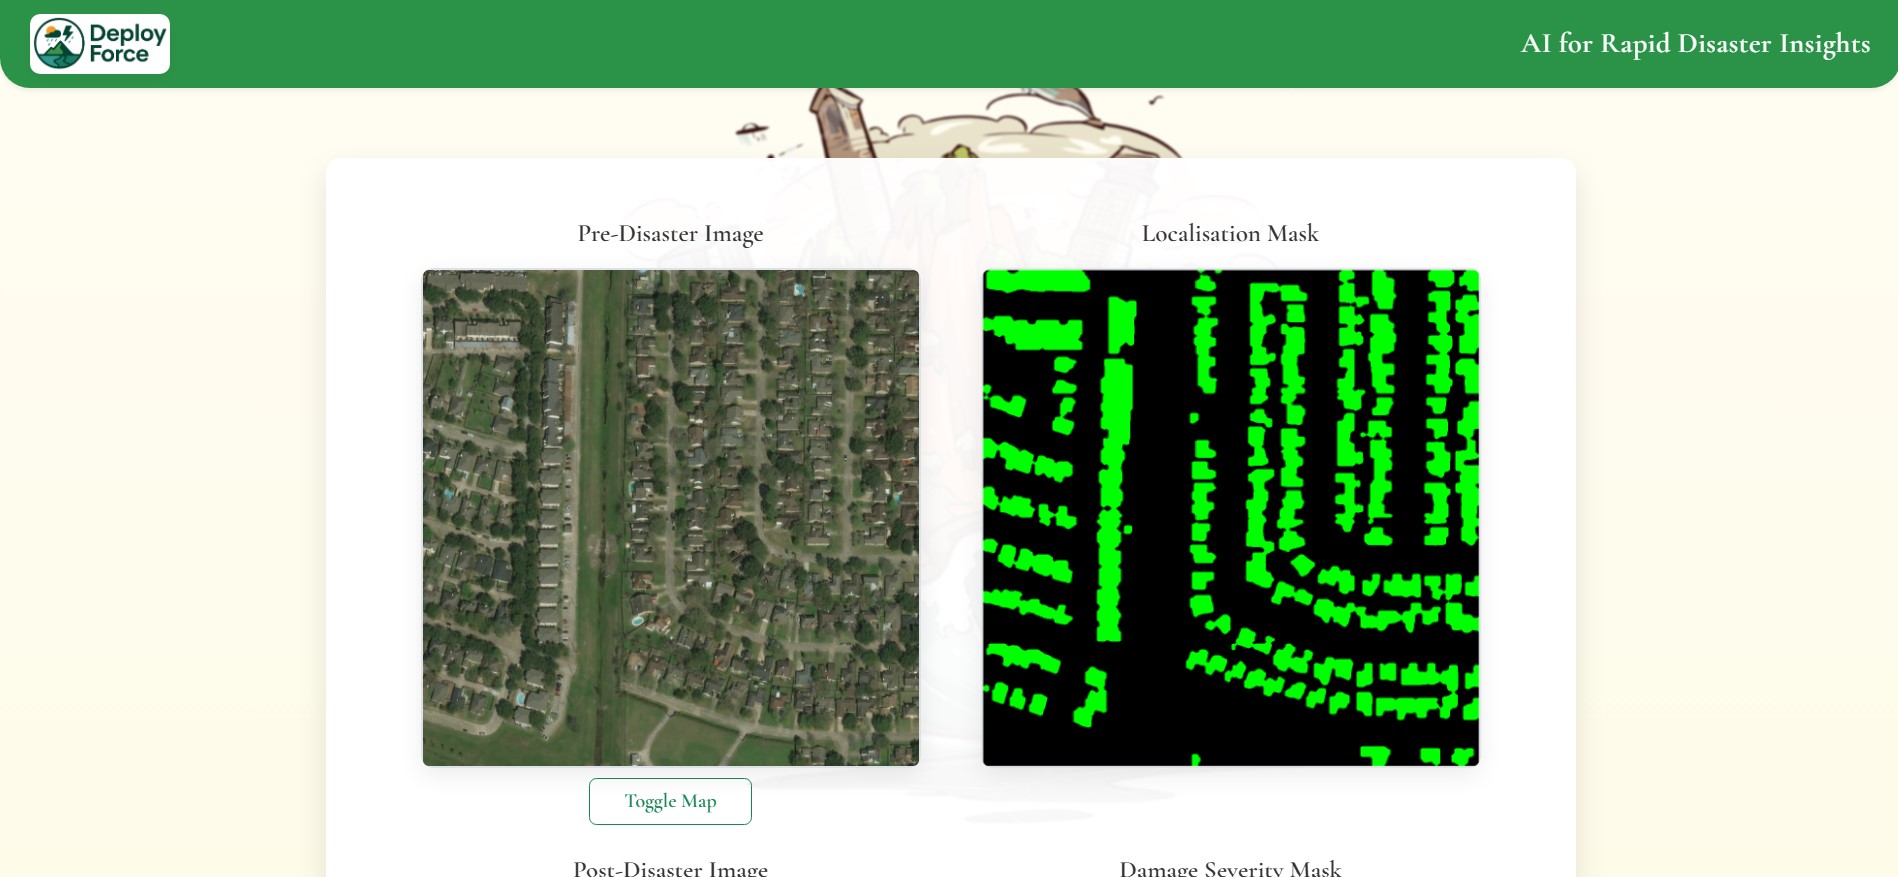 Deploy
Force
AI for Rapid Disaster Insights
Pre-Disaster Image
Localisation Mask
Toggle Map
Post-Disaster Image
Damage Severity Mask